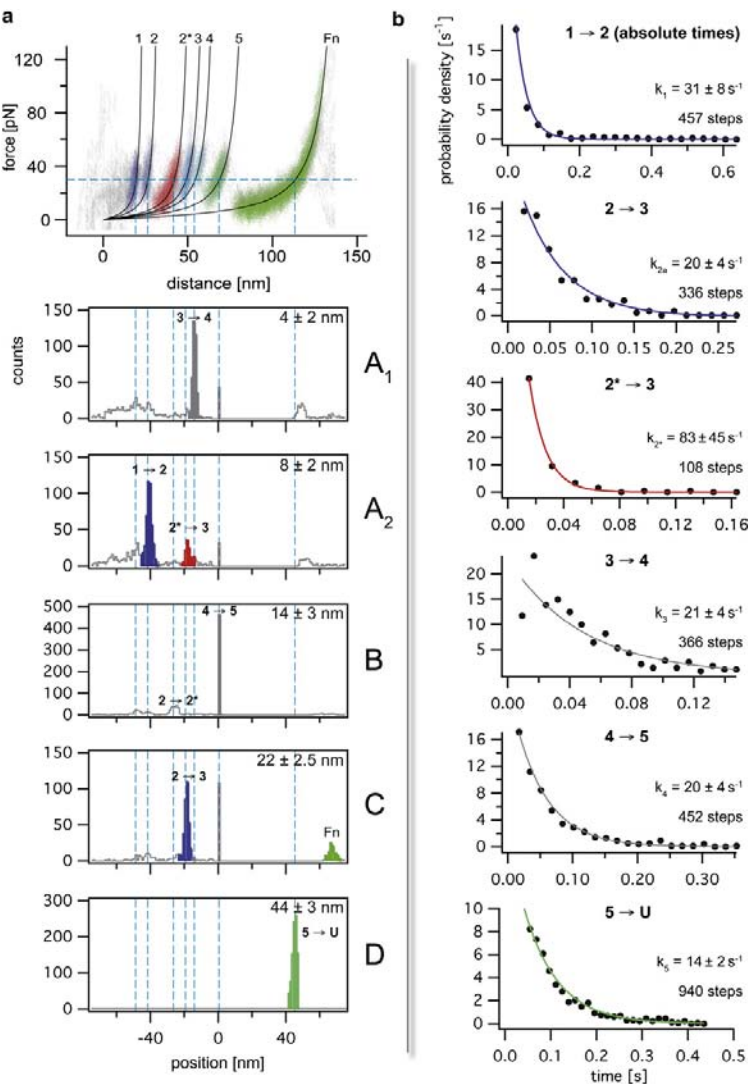 a
1 2 2* 3 4 5 Fn
120
80
40
0
force [pN]
0 50 100 150
distance [nm]
150
100
50
0
counts
3 → 4
4 ± 2 nm
A1
150
100
50
0
1 → 2
2* → 3
8 ± 2 nm
A2
500
400
300
200
100
0
4 → 5
2 → 2*
14 ± 3 nm
B
150
100
50
0
2 → 3
22 ± 2.5 nm
Fn
C
300
200
100
0
44 ± 3 nm
5 → U
D
-40 0 40
position [nm]
b
probability density [s-1]
1 → 2 (absolute times)
15
10
5
0
k1 = 31 ± 8 s-1
457 steps
0.0 0.2 0.4 0.6
2 → 3
16
12
8
4
0
k2a = 20 ± 4 s-1
336 steps
0.00 0.05 0.10 0.15 0.20 0.25
2* → 3
40
30
20
10
0
k2* = 83 ± 45 s-1
108 steps
0.00 0.04 0.08 0.12 0.16
3 → 4
20
15
10
5
k3 = 21 ± 4 s-1
366 steps
0.00 0.04 0.08 0.12
4 → 5
16
12
8
4
0
k4 = 20 ± 4 s-1
452 steps
0.00 0.10 0.20 0.30
5 → U
10
8
6
4
2
0
k5 = 14 ± 2 s-1
940 steps
0.0 0.1 0.2 0.3 0.4 0.5
time [s]